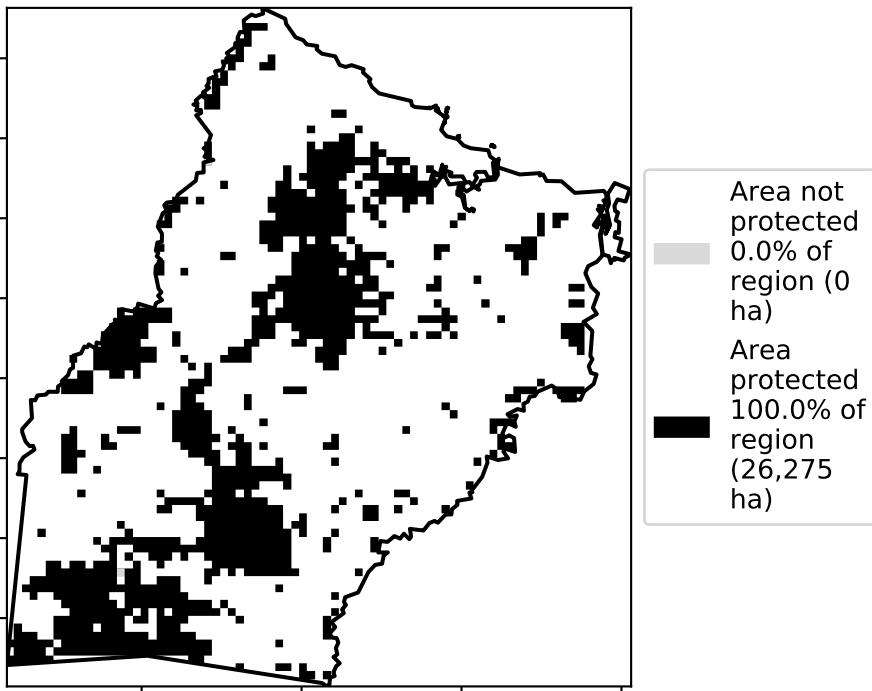 Area not
protected
0.0% of
region (0
ha)
Area
protected
100.0% of
region
(26,275
ha)